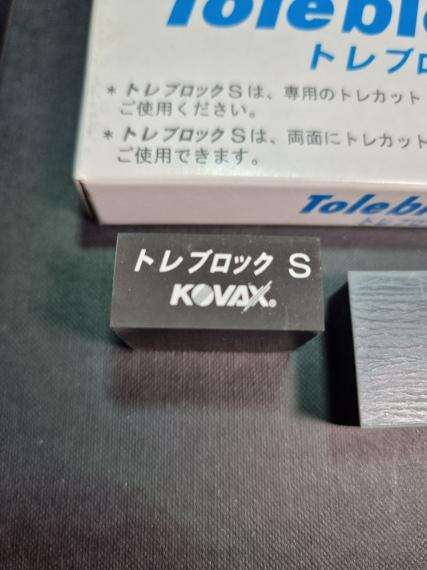 トレブロ
* トレブロックSは、専用のトレカット
ご使用ください。
* トレブロックSは、両面にトレカット
ご使用できます。
トレブロック S
KOVAX®